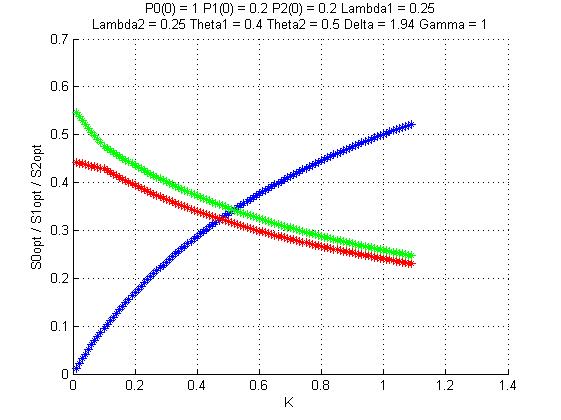 P0(0) = 1 P1(0) = 0.2 P2(0) = 0.2 Lambda1 = 0.25
Lambda2 = 0.25 Theta1 = 0.4 Theta2 = 0.5 Delta = 1.94 Gamma = 1
0.7
0.6
0.5
0.4
0.3
0.2
0.1
0
S0opt / S1opt / S2opt
0 0.2 0.4 0.6 0.8 1 1.2 1.4
K